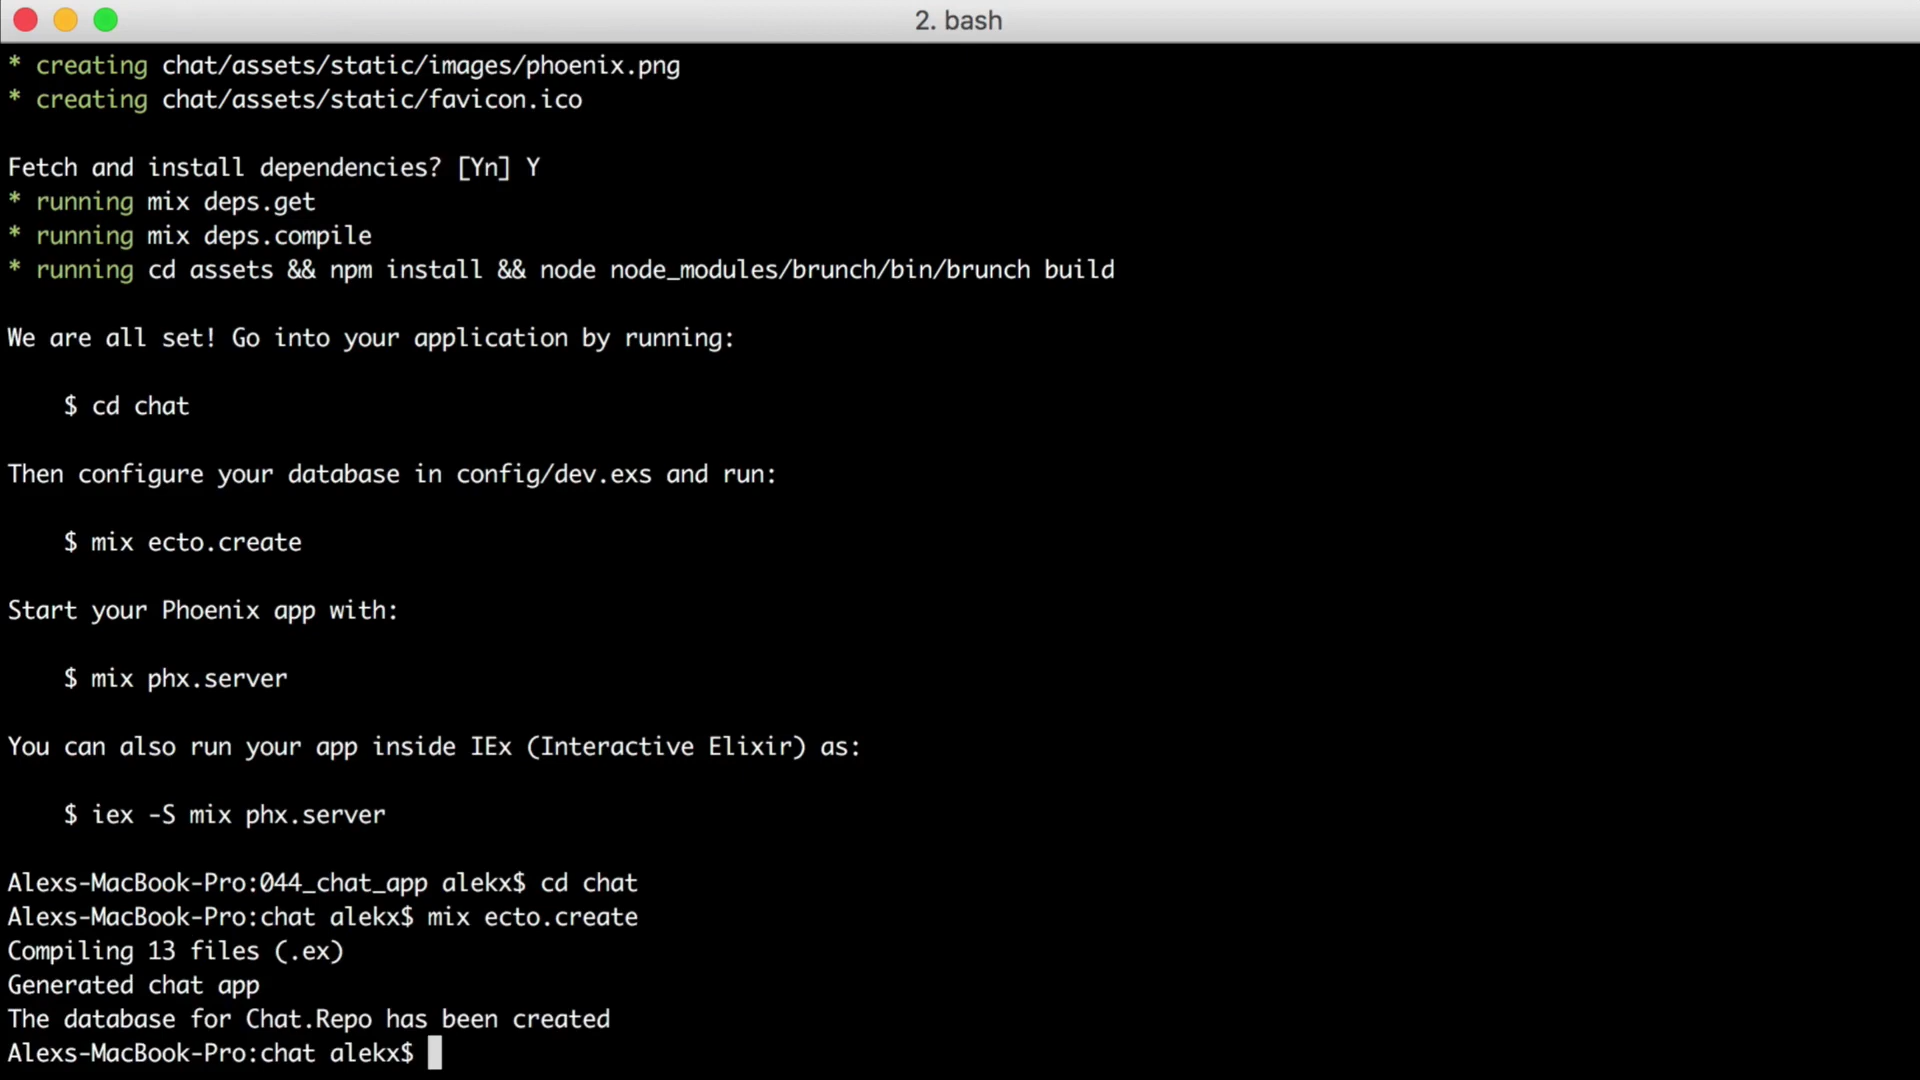 2. bash
* creating chat/assets/static/images/phoenix.png
* creating chat/assets/static/favicon.ico
Fetch and install dependencies? [Yn] Y
* running mix deps.get
* running mix deps.compile
* running cd assets && npm install && node node_modules/brunch/bin/brunch build
We are all set! Go into your application by running:
$ cd chat
Then configure your database in config/dev.exs and run:
$ mix ecto.create
Start your Phoenix app with:
$ mix phx.server
You can also run your app inside IEx (Interactive Elixir) as:
$ iex -S mix phx.server
Alexs-MacBook-Pro:044_chat_app alekx$ cd chat
Alexs-MacBook-Pro:chat alekx$ mix ecto.create
Compiling 13 files (.ex)
Generated chat app
The database for Chat.Repo has been created
Alexs-MacBook-Pro:chat alekx$